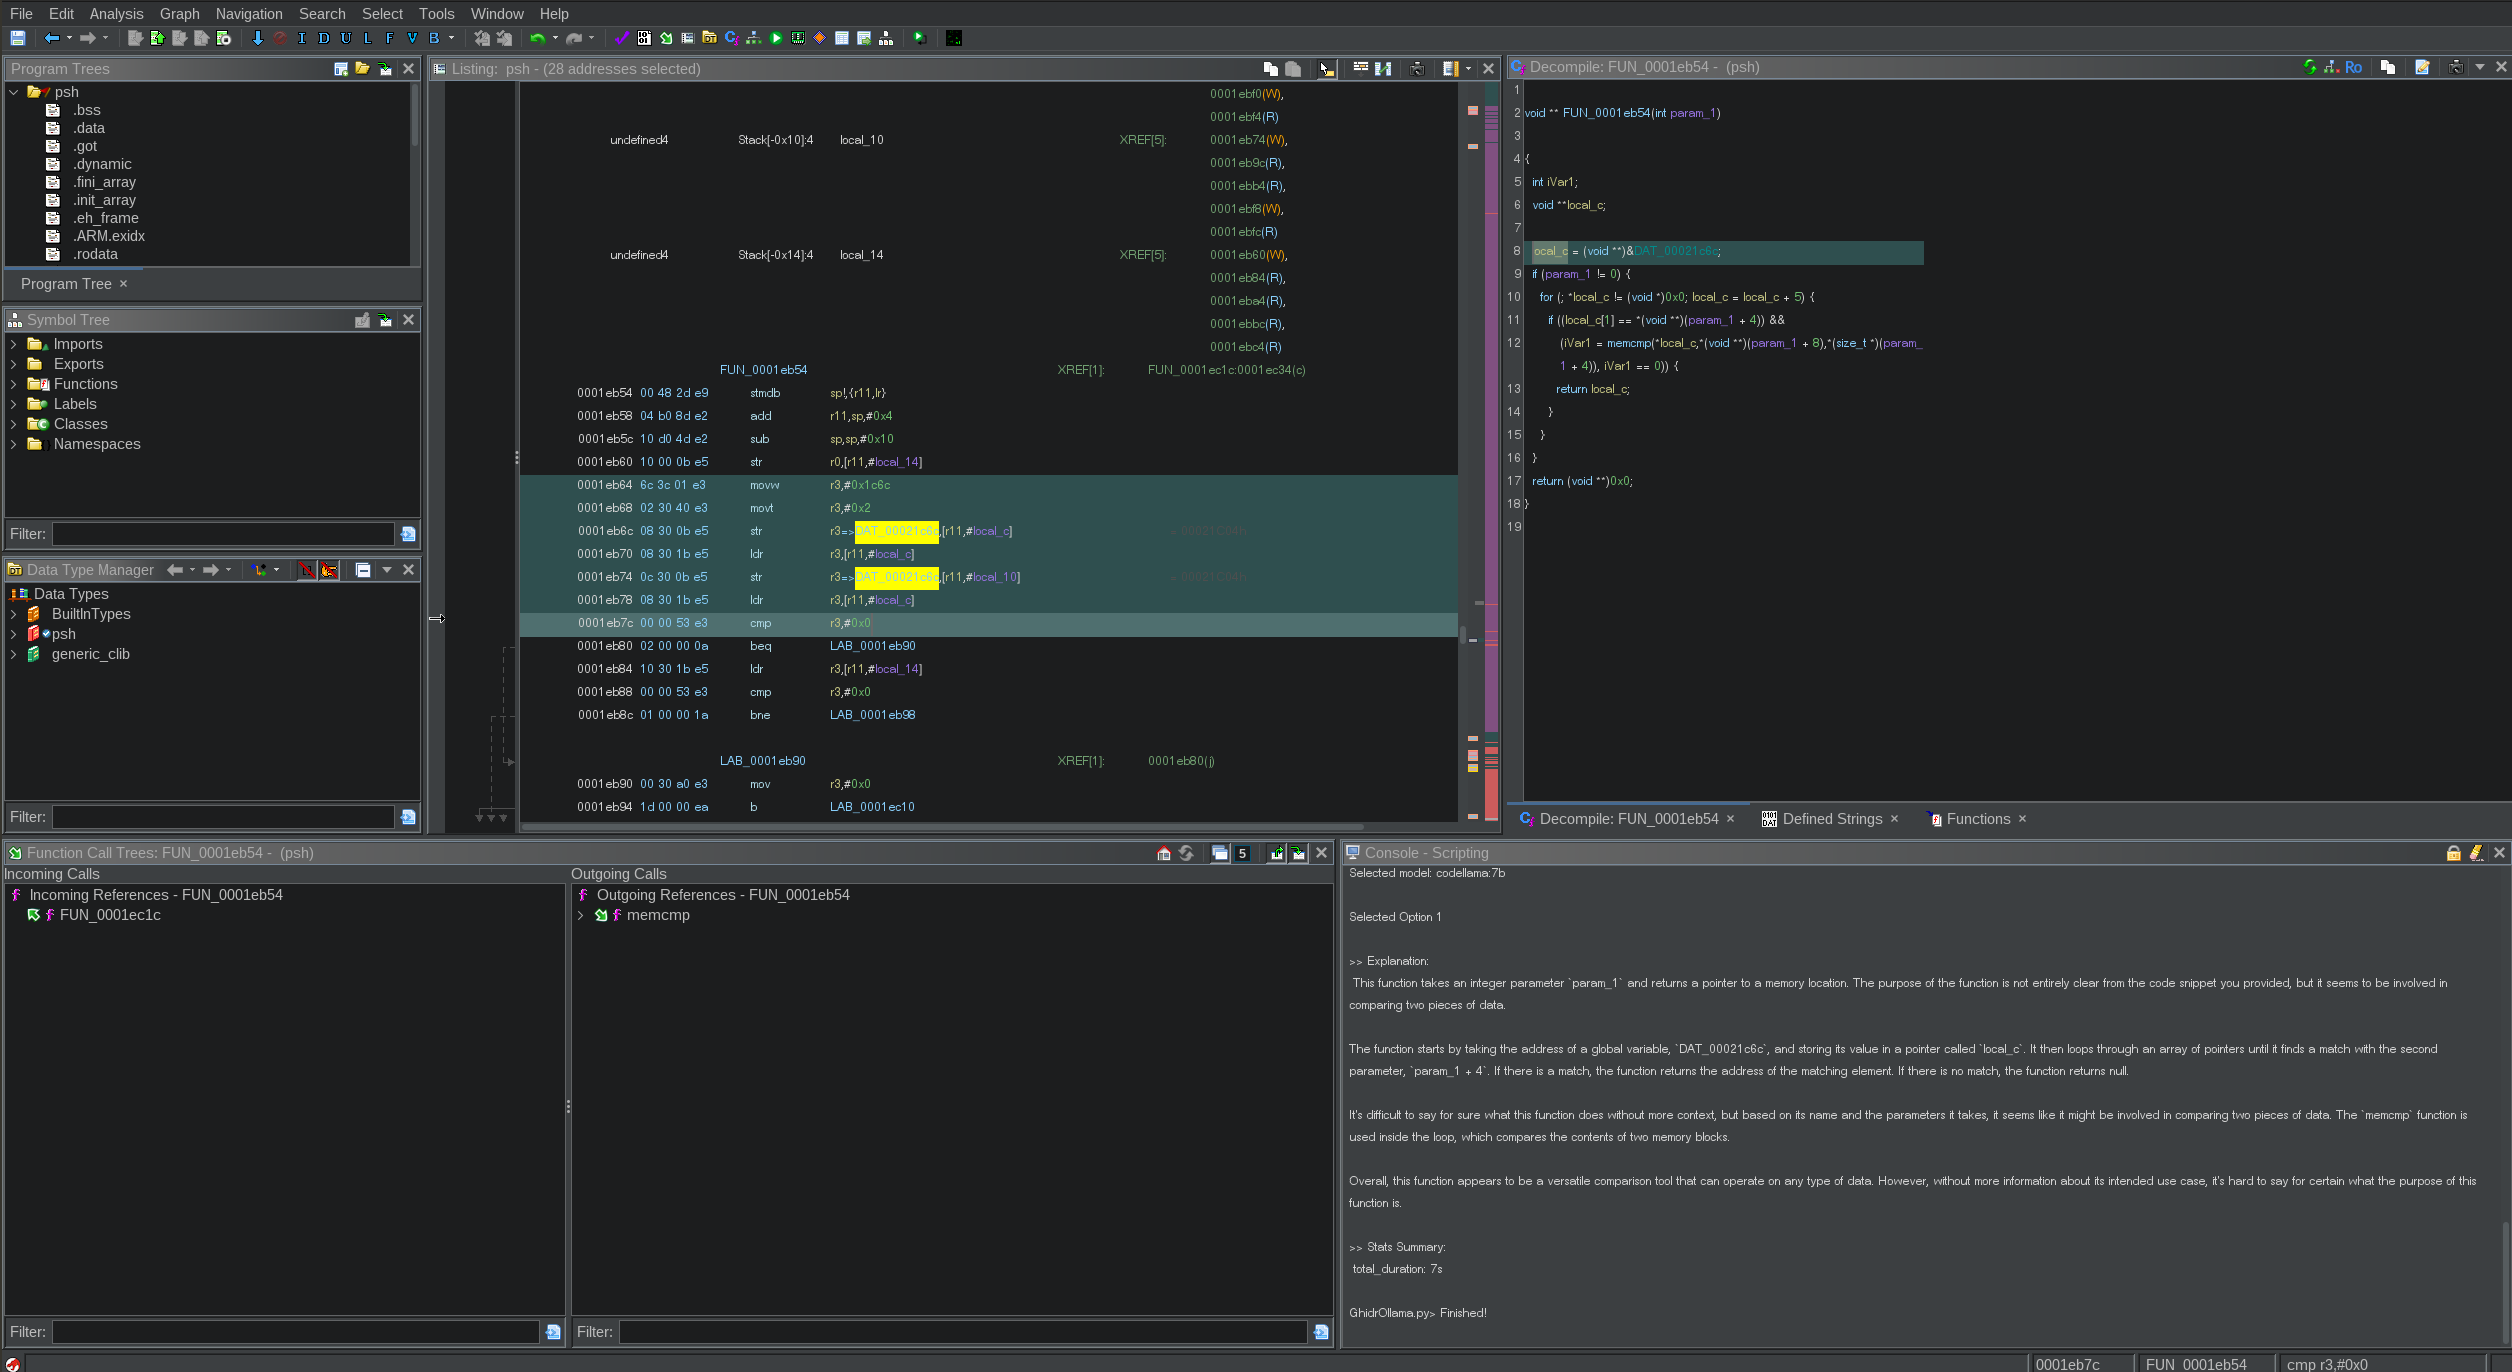 File Edit Analysis Graph Navigation Search Select Tools Window Help
I D U L F V B
Program Trees
psh
.bss
.data
.got
.dynamic
.fini_array
.init_array
.eh_frame
.ARM.exidx
.rodata
Program Tree ×
Symbol Tree
Imports
Exports
Functions
Labels
Classes
Namespaces
Filter:
Data Type Manager
Data Types
BuiltInTypes
psh
generic_clib
Filter:
Listing: psh - (28 addresses selected)
0001ebf0(W),
0001ebf4(R)
undefined4 Stack[-0x10]:4 local_10 XREF[5]: 0001eb74(W),
0001eb9c(R),
0001ebb4(R),
0001ebf8(W),
0001ebfc(R)
undefined4 Stack[-0x14]:4 local_14 XREF[5]: 0001eb60(W),
0001eb84(R),
0001eba4(R),
0001ebbc(R),
0001ebc4(R)
FUN_0001eb54 XREF[1]: FUN_0001ec1c:0001ec34(c)
0001eb54 00 48 2d e9 stmdb sp!,{r11,lr}
0001eb58 04 b0 8d e2 add r11,sp,#0x4
0001eb5c 10 d0 4d e2 sub sp,sp,#0x10
0001eb60 10 00 0b e5 str r0,[r11,#local_14]
0001eb64 6c 3c 01 e3 movw r3,#0x1c6c
0001eb68 02 30 40 e3 movt r3,#0x2
0001eb6c 08 30 0b e5 str r3=>DAT_00021c6c,[r11,#local_c] = 00021C04h
0001eb70 08 30 1b e5 ldr r3,[r11,#local_c]
0001eb74 0c 30 0b e5 str r3=>DAT_00021c6c,[r11,#local_10] = 00021C04h
0001eb78 08 30 1b e5 ldr r3,[r11,#local_c]
0001eb7c 00 00 53 e3 cmp r3,#0x0
0001eb80 02 00 00 0a beq LAB_0001eb90
0001eb84 10 30 1b e5 ldr r3,[r11,#local_14]
0001eb88 00 00 53 e3 cmp r3,#0x0
0001eb8c 01 00 00 1a bne LAB_0001eb98
LAB_0001eb90 XREF[1]: 0001eb80(j)
0001eb90 00 30 a0 e3 mov r3,#0x0
0001eb94 1d 00 00 ea b LAB_0001ec10
Decompile: FUN_0001eb54 - (psh)
Ro
1
2 void ** FUN_0001eb54(int param_1)
3
4 {
5 int iVar1;
6 void **local_c;
7
8 local_c = (void **)&DAT_00021c6c;
9 if (param_1 != 0) {
10 for (; *local_c != (void *)0x0; local_c = local_c + 5) {
11 if ((local_c[1] == *(void **)(param_1 + 4)) &&
12 (iVar1 = memcmp(*local_c,*(void **)(param_1 + 8),*(size_t *)(param_
1 + 4)), iVar1 == 0)) {
13 return local_c;
14 }
15 }
16 }
17 return (void **)0x0;
18 }
19
Decompile: FUN_0001eb54 × Defined Strings × Functions ×
Function Call Trees: FUN_0001eb54 - (psh)
5
Incoming Calls
Incoming References - FUN_0001eb54
FUN_0001ec1c
Filter:
Outgoing Calls
Outgoing References - FUN_0001eb54
memcmp
Filter:
Console - Scripting
Selected model: codellama:7b
Selected Option 1
>> Explanation:
This function takes an integer parameter `param_1` and returns a pointer to a memory location. The purpose of the function is not entirely clear from the code snippet you provided, but it seems to be involved in
comparing two pieces of data.
The function starts by taking the address of a global variable, `DAT_00021c6c`, and storing its value in a pointer called `local_c`. It then loops through an array of pointers until it finds a match with the second
parameter, `param_1 + 4`. If there is a match, the function returns the address of the matching element. If there is no match, the function returns null.
It's difficult to say for sure what this function does without more context, but based on its name and the parameters it takes, it seems like it might be involved in comparing two pieces of data. The `memcmp` function is
used inside the loop, which compares the contents of two memory blocks.
Overall, this function appears to be a versatile comparison tool that can operate on any type of data. However, without more information about its intended use case, it's hard to say for certain what the purpose of this
function is.
>> Stats Summary:
total_duration: 7s
GhidrOllama.py> Finished!
0001eb7c FUN_0001eb54 cmp r3,#0x0